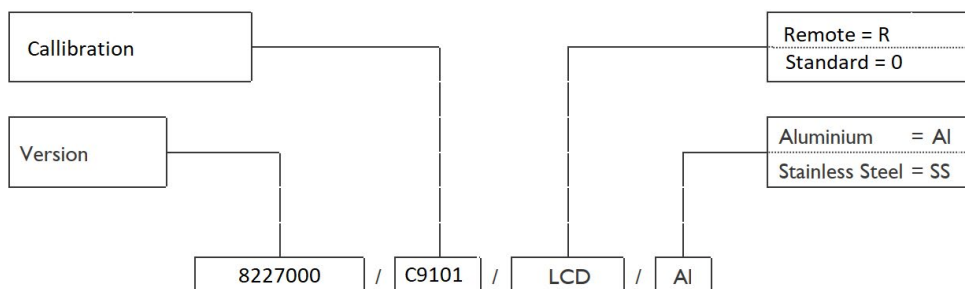 Callibration
Remote = R
Standard = 0
Version
Aluminium = Al
Stainless Steel = SS
8227000 / C9101 / LCD / Al